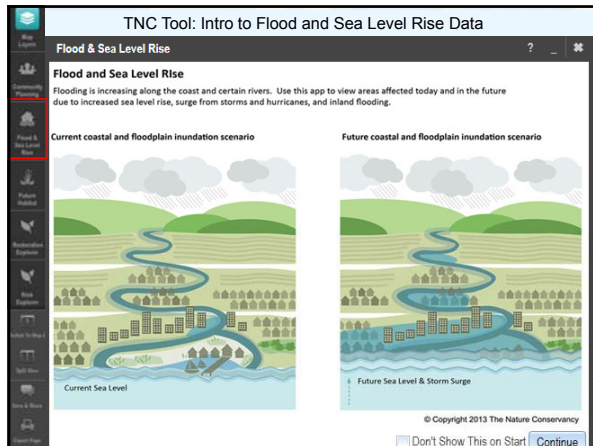 TNC Tool: Intro to Flood and Sea Level Rise Data
Map
Layers
Community
Planning
Flood &
Sea Level
Rise
Future
Habitat
Restoration
Explorer
Risk
Explorer
Split View
Save & Share
Export Page
Flood & Sea Level Rise
? _ ✖
Flood and Sea Level RIse
Flooding is increasing along the coast and certain rivers. Use this app to view areas affected today and in the future
due to increased sea level rise, surge from storms and hurricanes, and inland flooding.
Current coastal and floodplain inundation scenario
Future coastal and floodplain inundation scenario
Current Sea Level
Future Sea Level & Storm Surge
© Copyright 2013 The Nature Conservancy
Don't Show This on Start
Continue